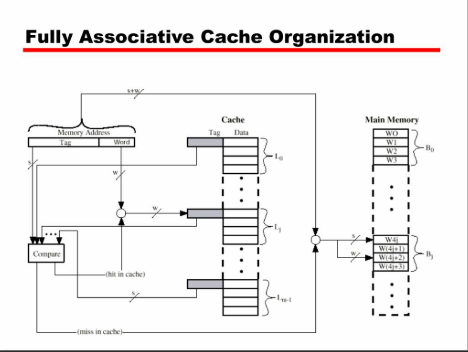 Fully Associative Cache Organization
s+w
Cache
Main Memory
Memory Address
Tag Data
Tag Word
W0
W1
W2
W3
B0
L0
s
w
w
Lj
s
W4j
W(4j+1)
W(4j+2)
W(4j+3)
Bj
w
Compare
(hit in cache)
s
Lm-1
(miss in cache)